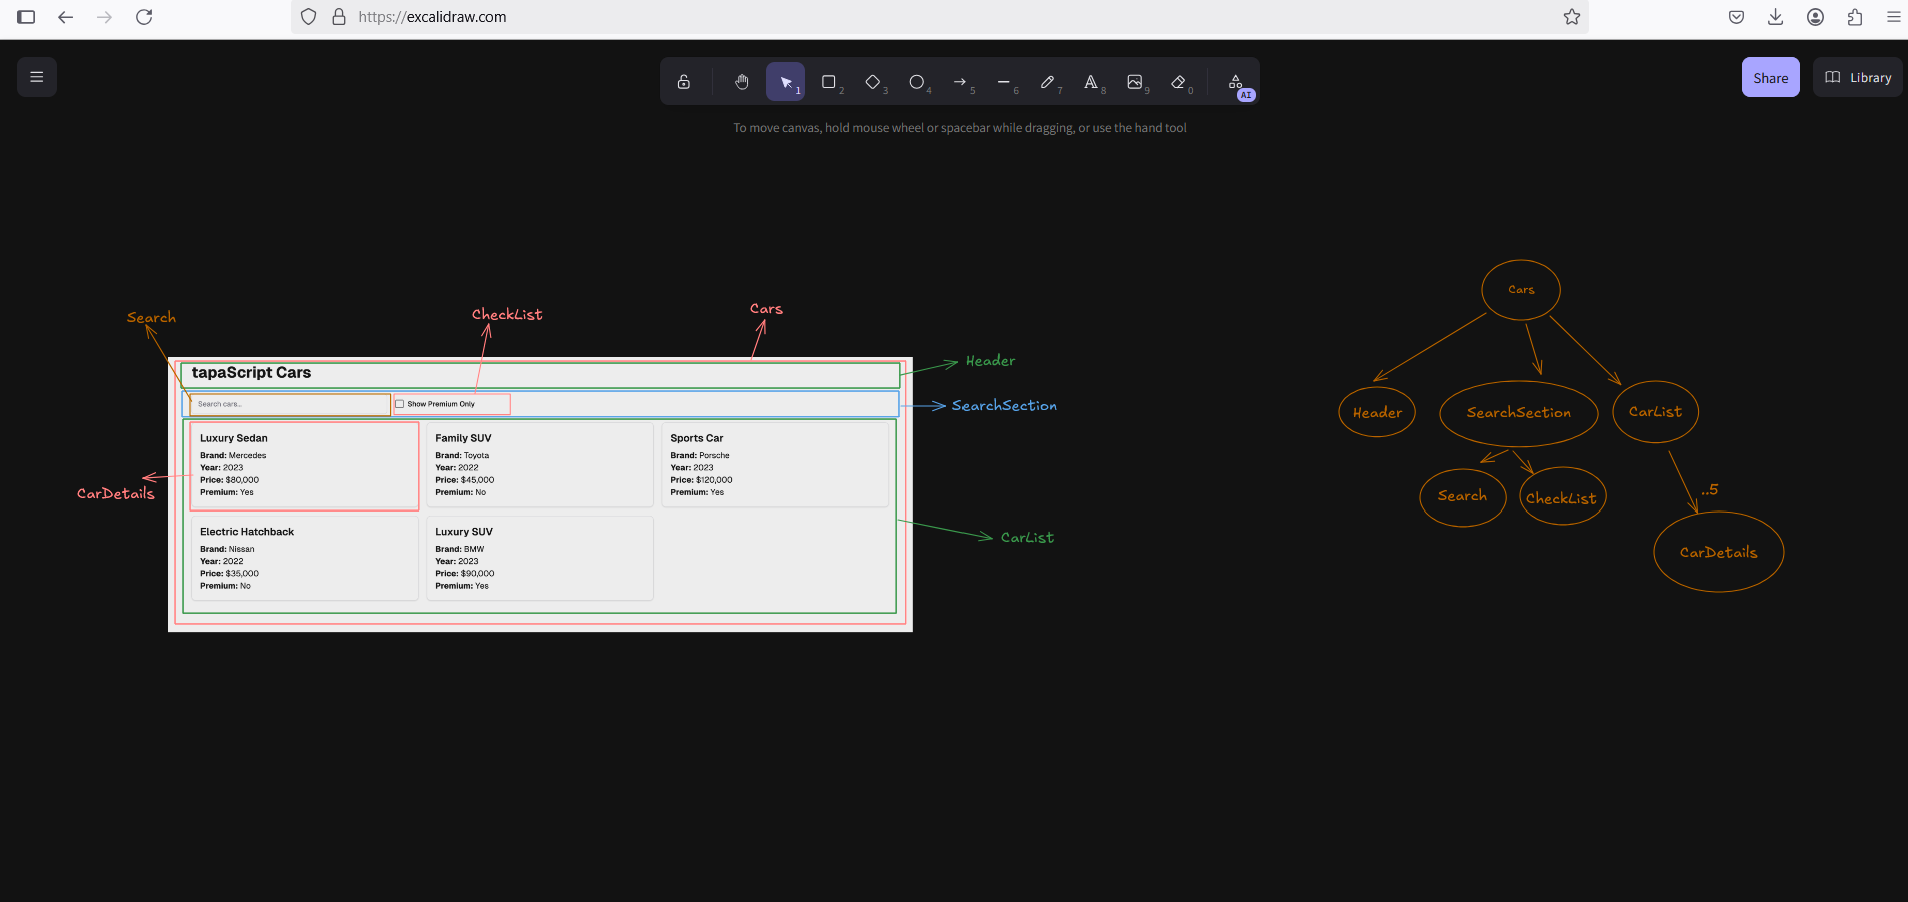 https://excalidraw.com
1
2
3
4
5
6
7
8
9
0
AI
Share
Library
To move canvas, hold mouse wheel or spacebar while dragging, or use the hand tool
Search
CheckList
Cars
Header
SearchSection
CarDetails
CarList
tapaScript Cars
Search cars...
Show Premium Only
Luxury Sedan
Brand: Mercedes
Year: 2023
Price: $80,000
Premium: Yes
Family SUV
Brand: Toyota
Year: 2022
Price: $45,000
Premium: No
Sports Car
Brand: Porsche
Year: 2023
Price: $120,000
Premium: Yes
Electric Hatchback
Brand: Nissan
Year: 2022
Price: $35,000
Premium: No
Luxury SUV
Brand: BMW
Year: 2023
Price: $90,000
Premium: Yes
Cars
Header
SearchSection
CarList
Search
CheckList
..5
CarDetails